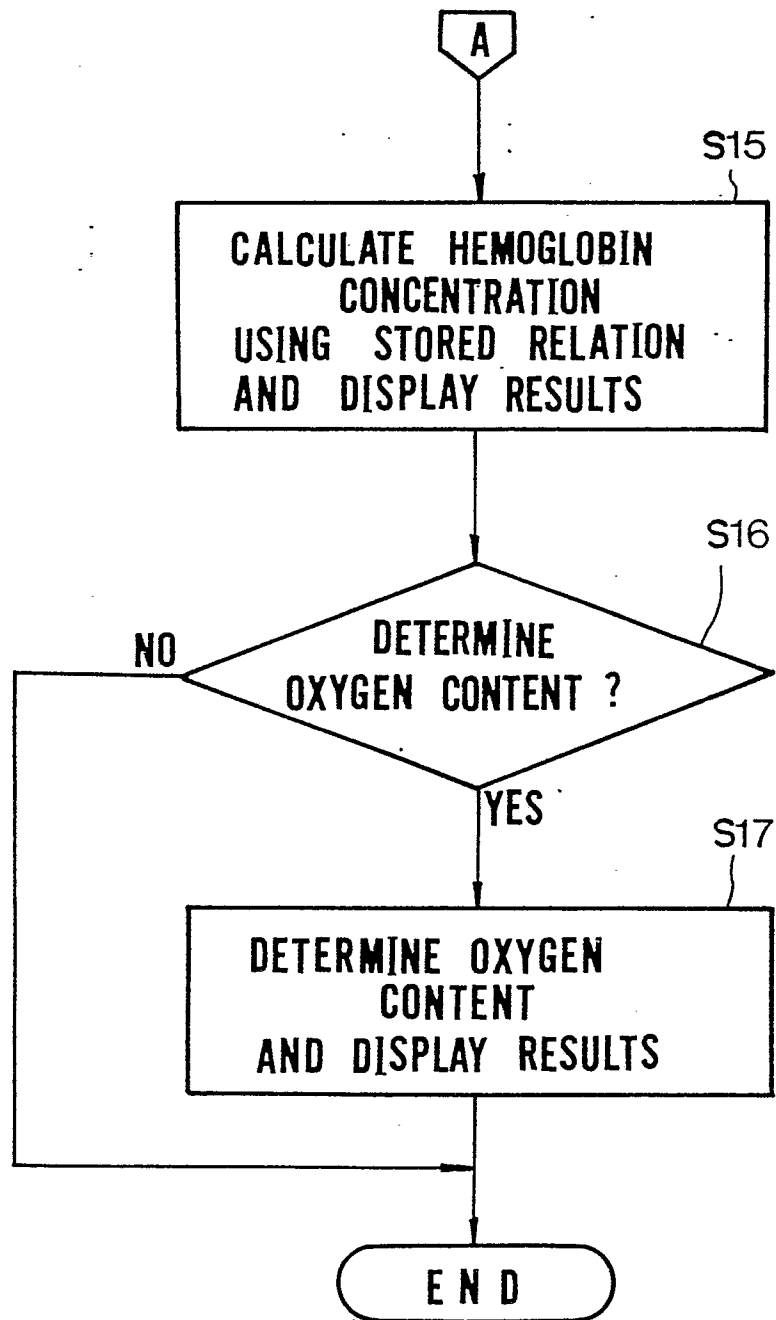 A
S15
CALCULATE HEMOGLOBIN
CONCENTRATION
USING STORED RELATION
AND DISPLAY RESULTS
S16
DETERMINE
OXYGEN CONTENT ?
NO
YES
S17
DETERMINE OXYGEN
CONTENT
AND DISPLAY RESULTS
END